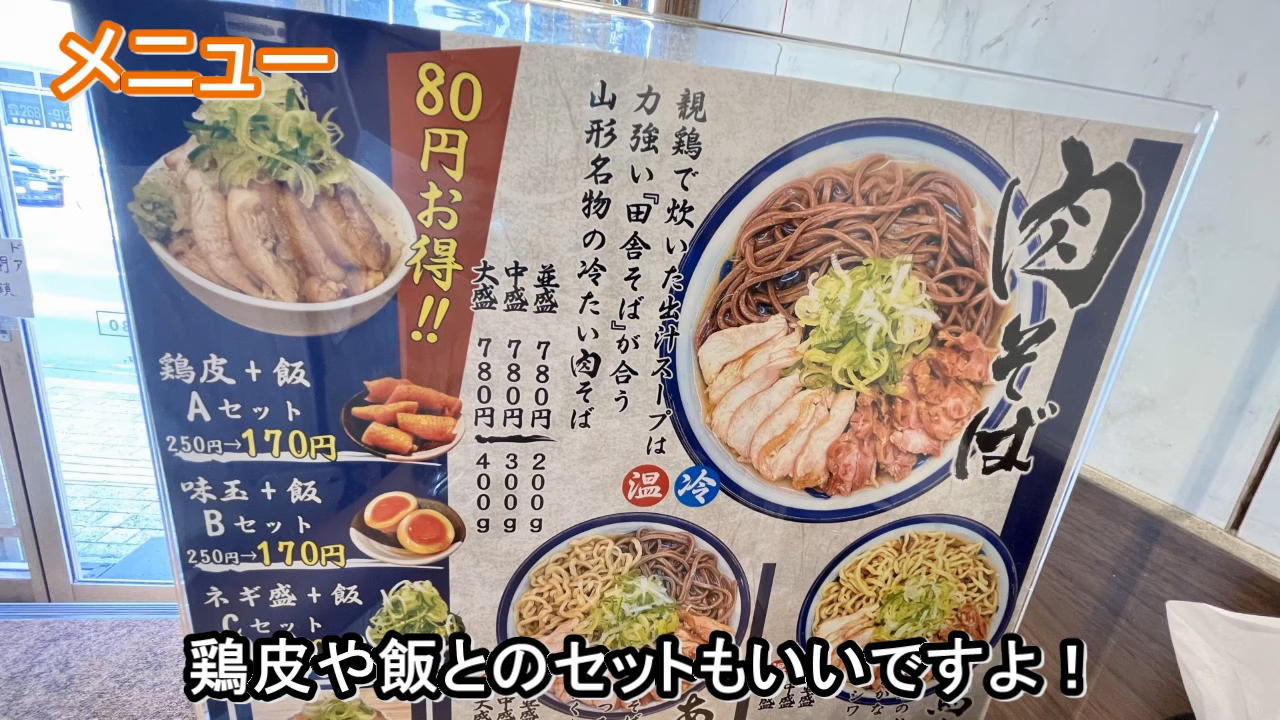 メニュー
肉そば
親鶏で炊いた出汁スープは
力強い『田舎そば』が合う
山形名物の冷たい肉そば
温 冷
並盛 780円 200g
中盛 780円 300g
大盛 780円 400g
80円お得!!
鶏皮+飯
Aセット
250円→170円
味玉+飯
Bセット
250円→170円
ネギ盛+飯
Cセット
鶏皮や飯とのセットもいいですよ！